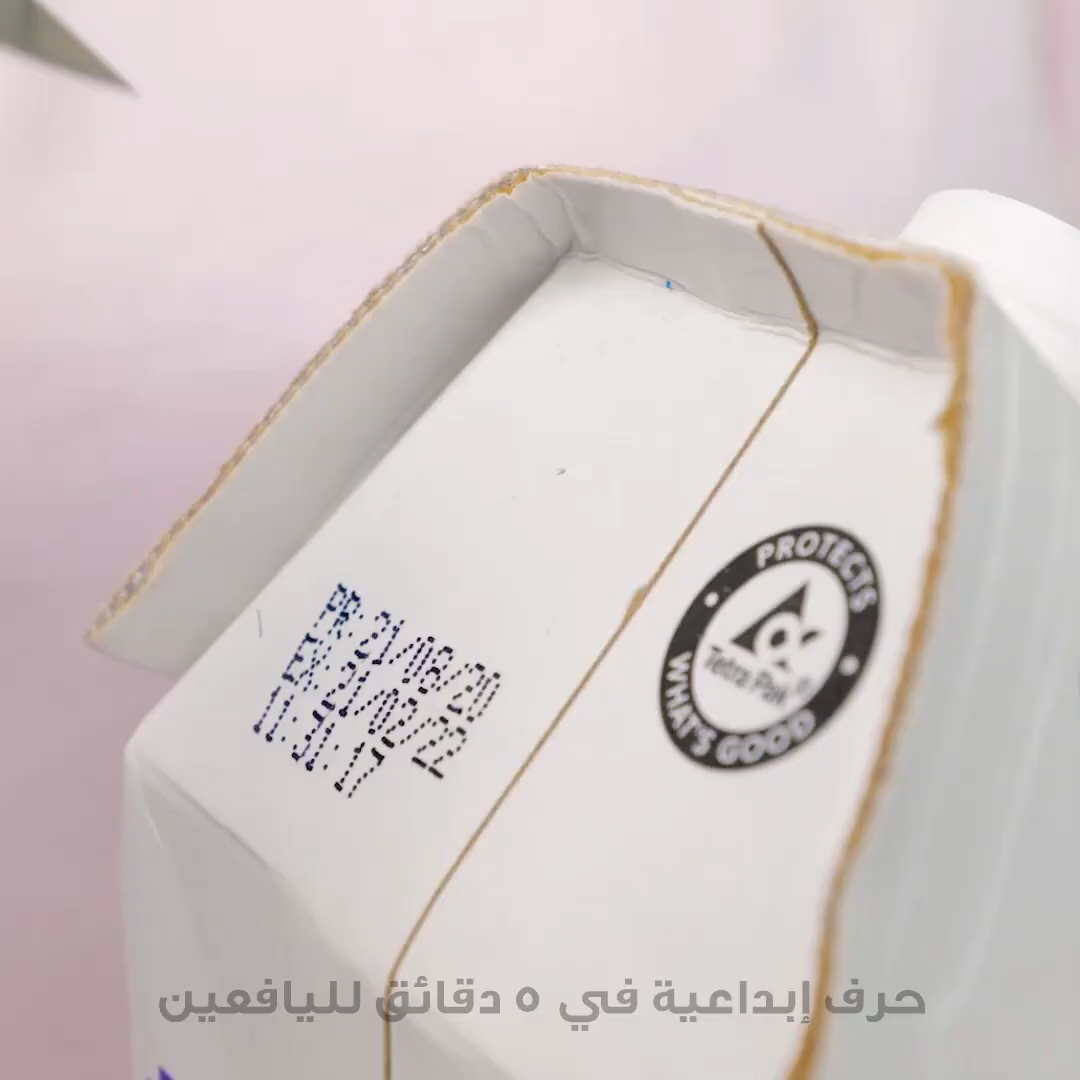 PR:21/08/20
EX:21/02/22
11:31:17
PROTECTS
Tetra Pak®
WHAT'S GOOD
حرف إبداعية في ٥ دقائق لليافعين